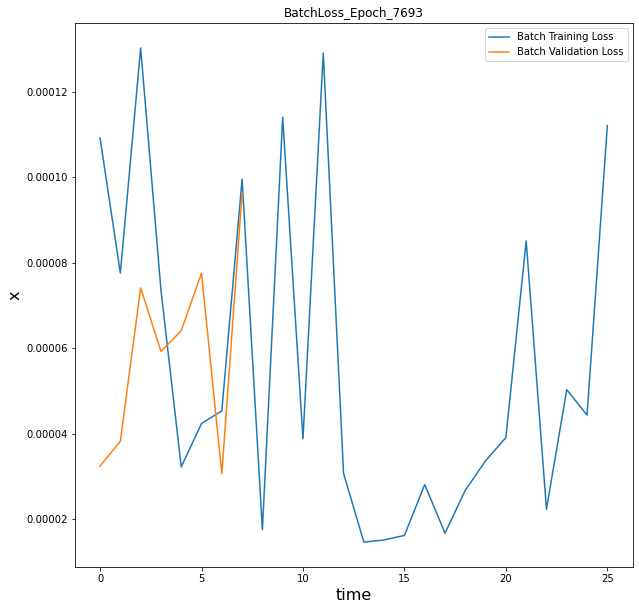 BatchLoss_Epoch_7693
Batch Training Loss
Batch Validation Loss
0.00012
0.00010
0.00008
0.00006
0.00004
0.00002
x
0 5 10 15 20 25
time